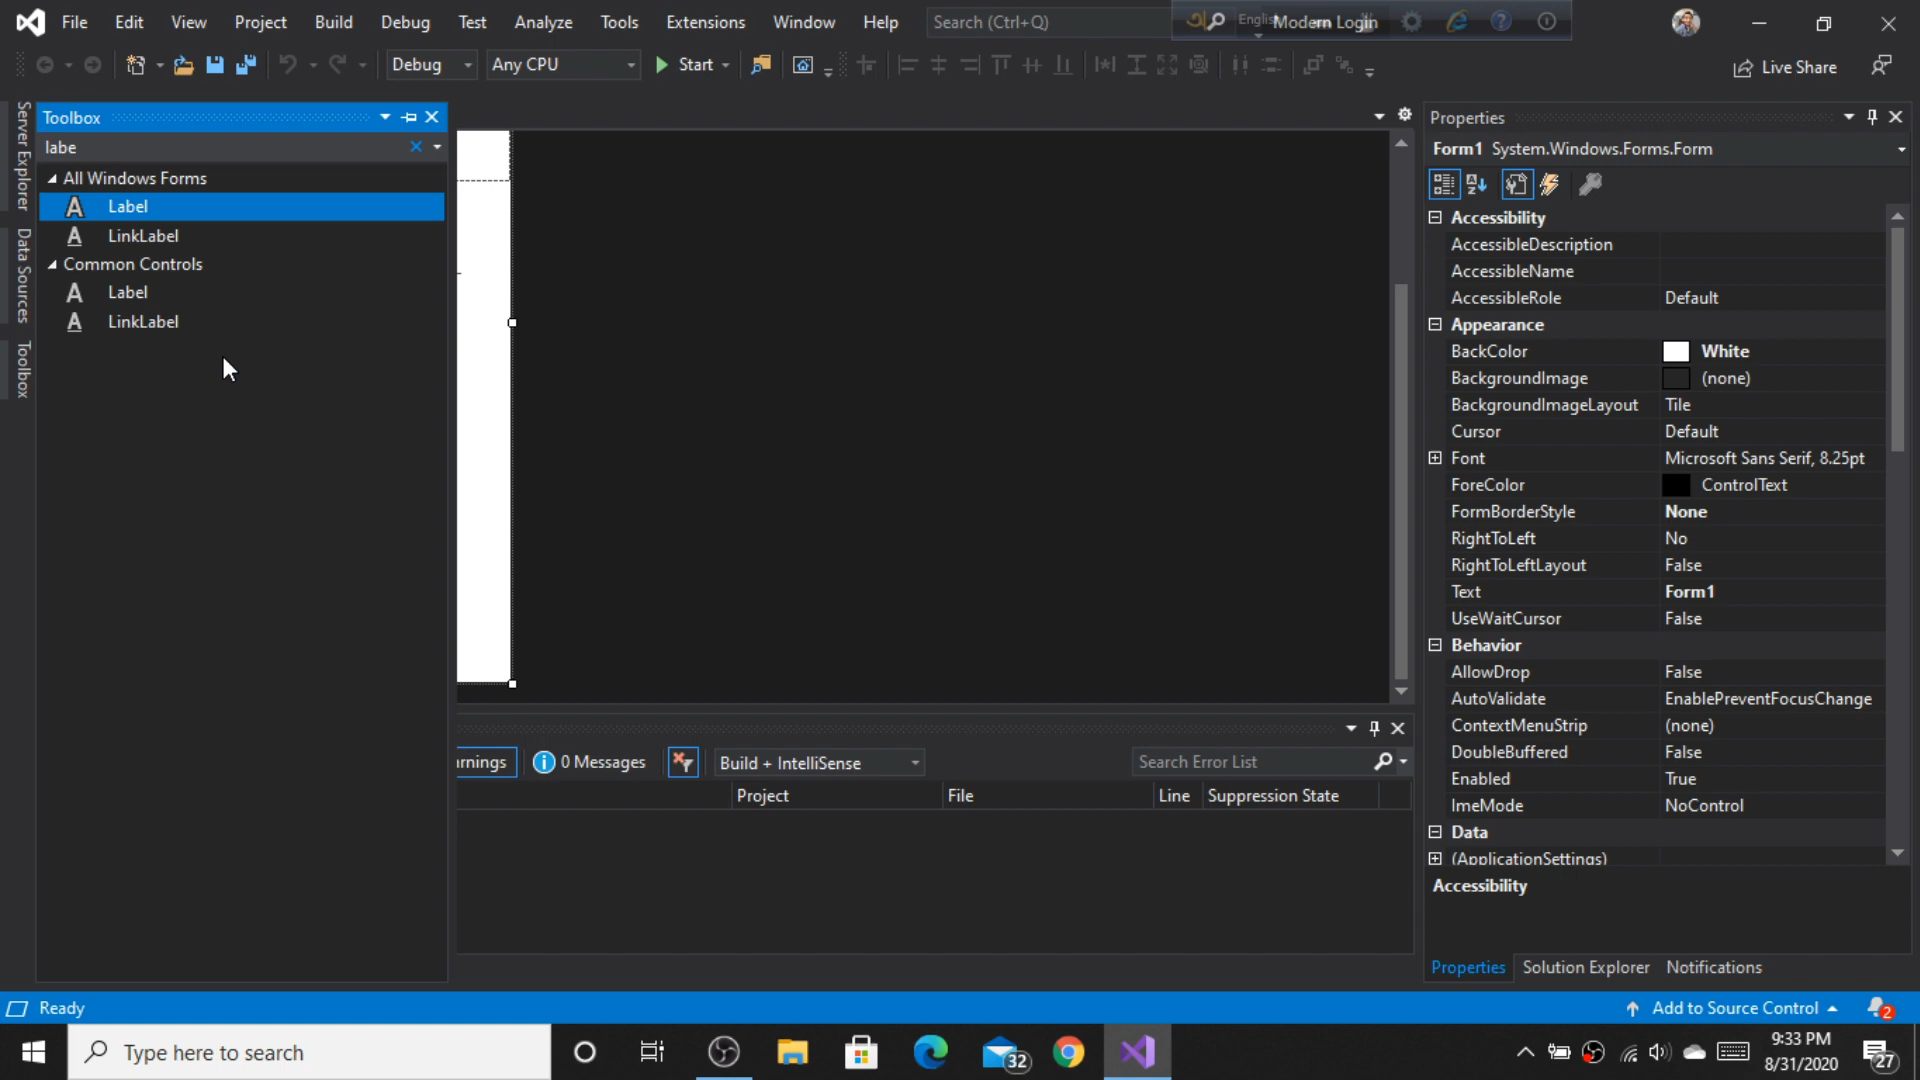 File Edit View Project Build Debug Test Analyze Tools Extensions Window Help Search (Ctrl+Q) Modern Login
Debug Any CPU Start Live Share
Server Explorer
Data Sources
Toolbox
Toolbox
labe
All Windows Forms
Label
LinkLabel
Common Controls
Label
LinkLabel
Properties
Form1 System.Windows.Forms.Form
Accessibility
AccessibleDescription
AccessibleName
AccessibleRole Default
Appearance
BackColor White
BackgroundImage (none)
BackgroundImageLayout Tile
Cursor Default
Font Microsoft Sans Serif, 8.25pt
ForeColor ControlText
FormBorderStyle None
RightToLeft No
RightToLeftLayout False
Text Form1
UseWaitCursor False
Behavior
AllowDrop False
AutoValidate EnablePreventFocusChange
ContextMenuStrip (none)
DoubleBuffered False
Enabled True
ImeMode NoControl
Data
(ApplicationSettings)
Accessibility
Properties Solution Explorer Notifications
rnings 0 Messages Build + IntelliSense Search Error List
Project File Line Suppression State
Ready Add to Source Control 2
Type here to search 32 9:33 PM
8/31/2020 27